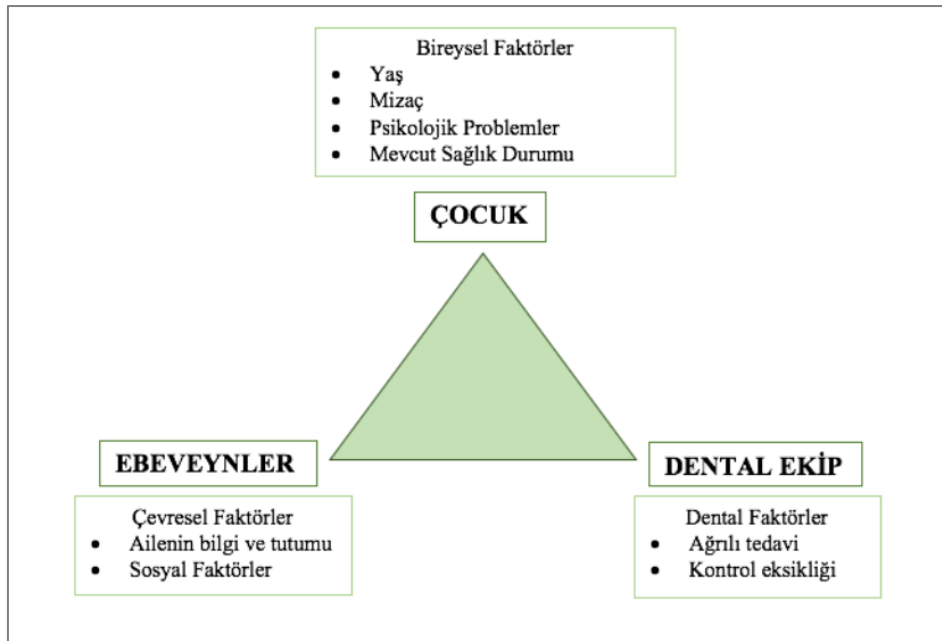 Bireysel Faktörler
• Yaş
• Mizaç
• Psikolojik Problemler
• Mevcut Sağlık Durumu
ÇOCUK
EBEVEYNLER
Çevresel Faktörler
• Ailenin bilgi ve tutumu
• Sosyal Faktörler
DENTAL EKİP
Dental Faktörler
• Ağrılı tedavi
• Kontrol eksikliği